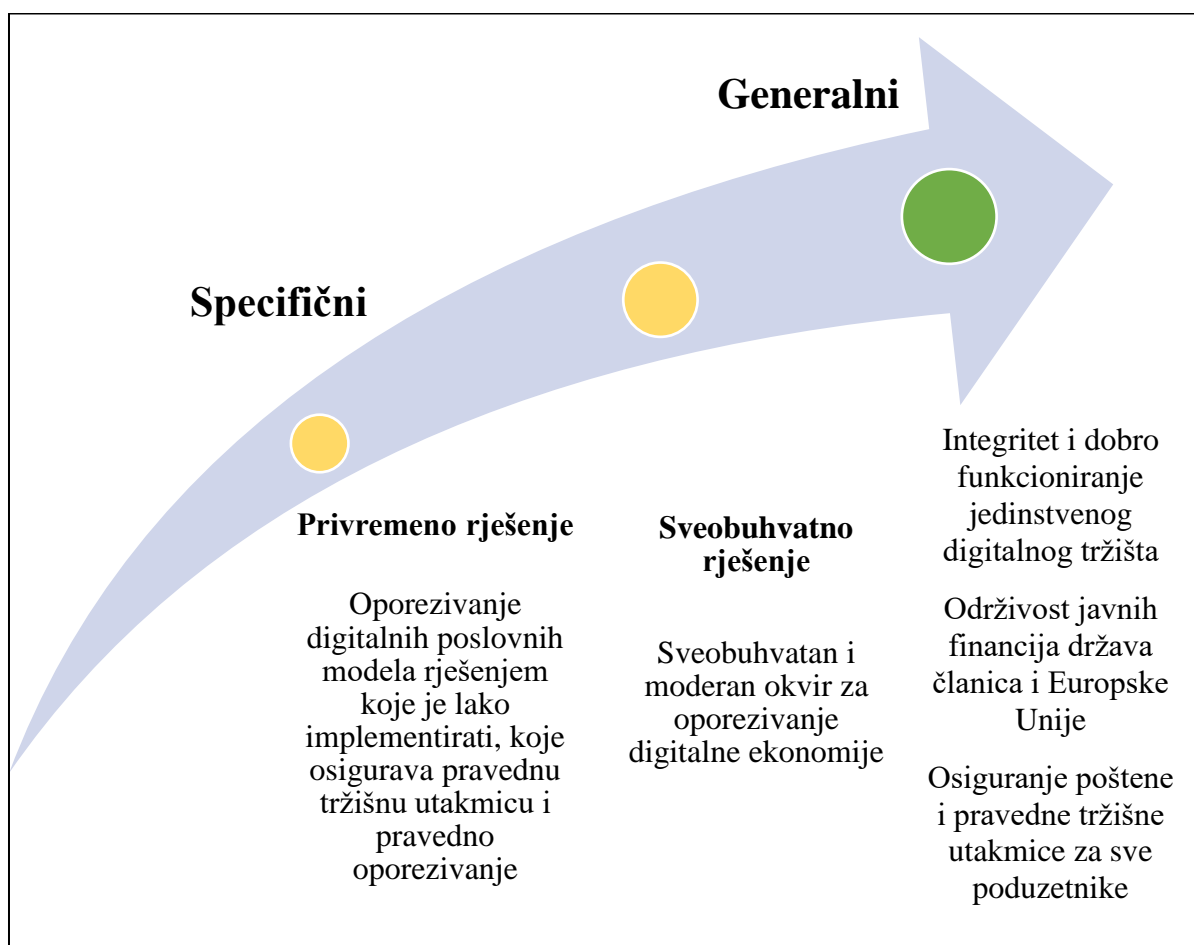 Generalni
Specifični
Privremeno rješenje
Oporezivanje
digitalnih poslovnih
modela rješenjem
koje je lako
implementirati, koje
osigurava pravednu
tržišnu utakmicu i
pravedno
oporezivanje
Sveobuhvatno
rješenje
Sveobuhvatan i
moderan okvir za
oporezivanje
digitalne ekonomije
Integritet i dobro
funkcioniranje
jedinstvenog
digitalnog tržišta
Održivost javnih
financija država
članica i Europske
Unije
Osiguranje poštene
i pravedne tržišne
utakmice za sve
poduzetnike